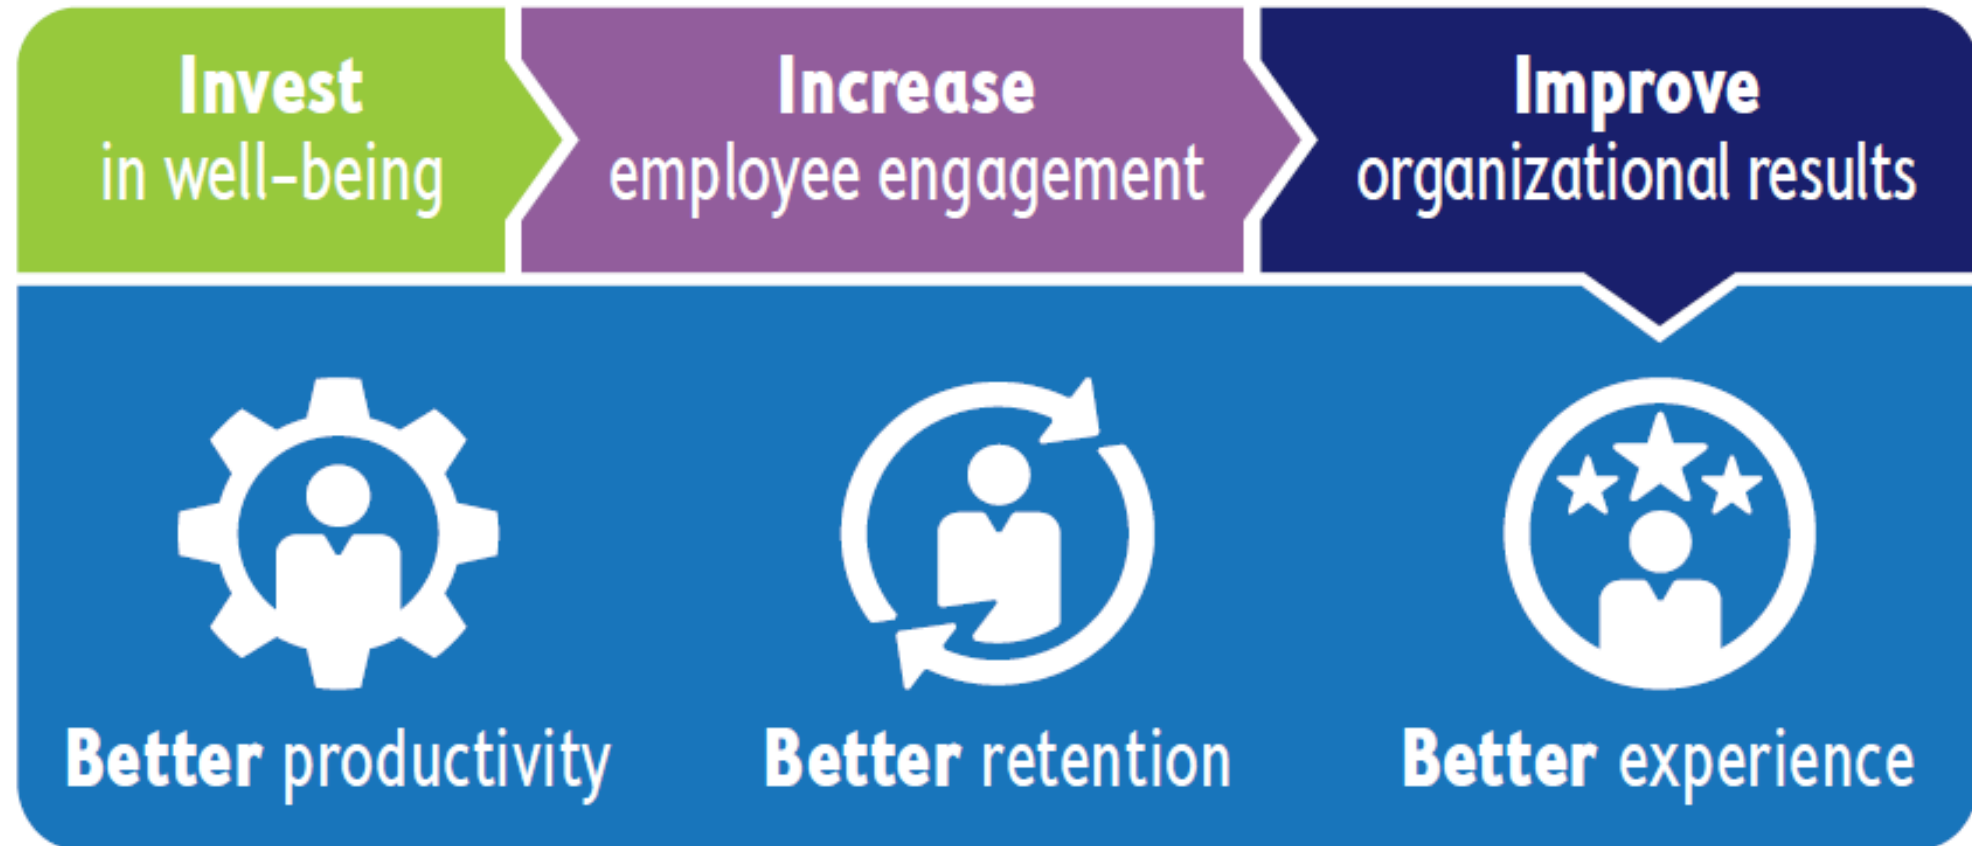 Invest
in well-being
Increase
employee engagement
Improve
organizational results
Better productivity
Better retention
Better experience